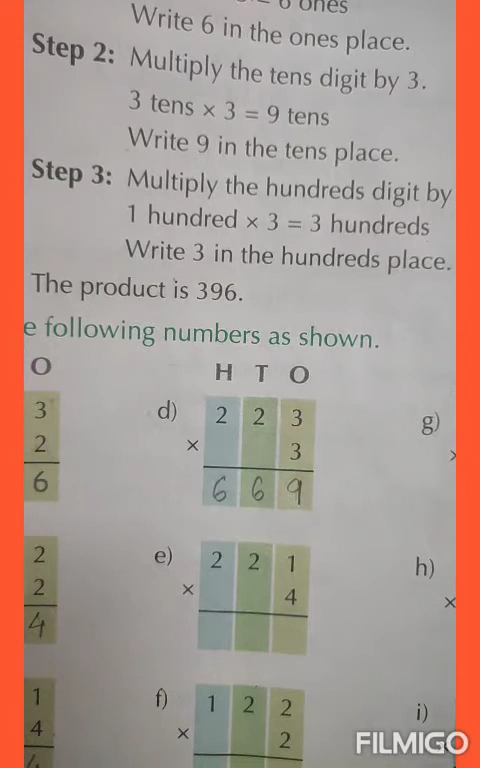 6 ones
Write 6 in the ones place.
Step 2: Multiply the tens digit by 3.
3 tens × 3 = 9 tens
Write 9 in the tens place.
Step 3: Multiply the hundreds digit by
1 hundred × 3 = 3 hundreds
Write 3 in the hundreds place.
The product is 396.
e following numbers as shown.
O H T O
3 d) 2 2 3 g)
2 × 3 ×
6 6 6 9
2 e) 2 2 1 h)
2 × 4 ×
4
1 f) 1 2 2 i)
4 × 2
4
FILMIGO